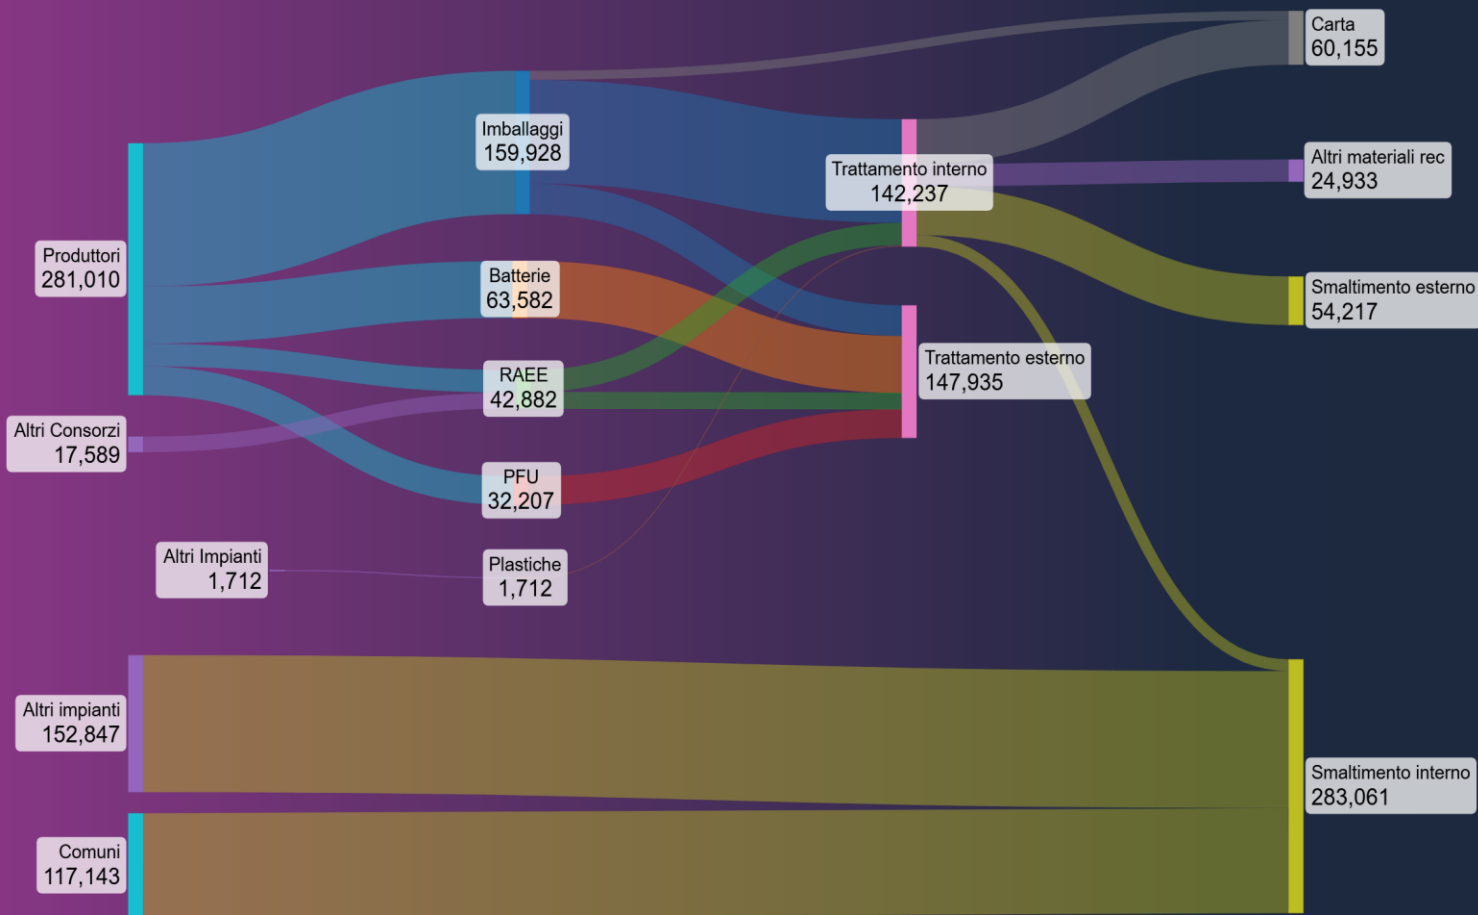 Carta
60,155
Imballaggi
159,928
Altri materiali rec
24,933
Trattamento interno
142,237
Produttori
281,010
Batterie
63,582
Smaltimento esterno
54,217
Trattamento esterno
147,935
RAEE
42,882
Altri Consorzi
17,589
PFU
32,207
Altri Impianti
1,712
Plastiche
1,712
Altri impianti
152,847
Smaltimento interno
283,061
Comuni
117,143